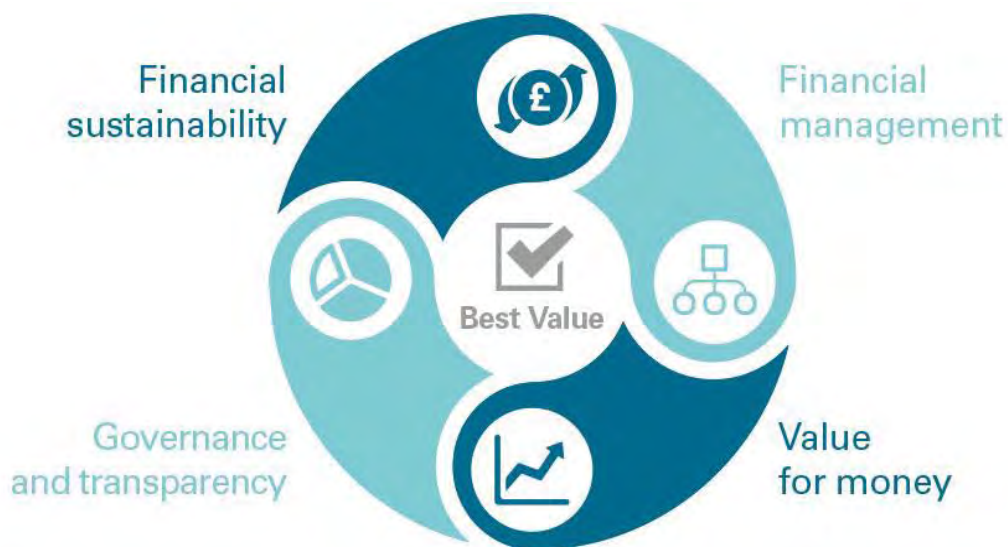 Financial
sustainability
Financial
management
£
Best Value
Governance
and transparency
Value
for money